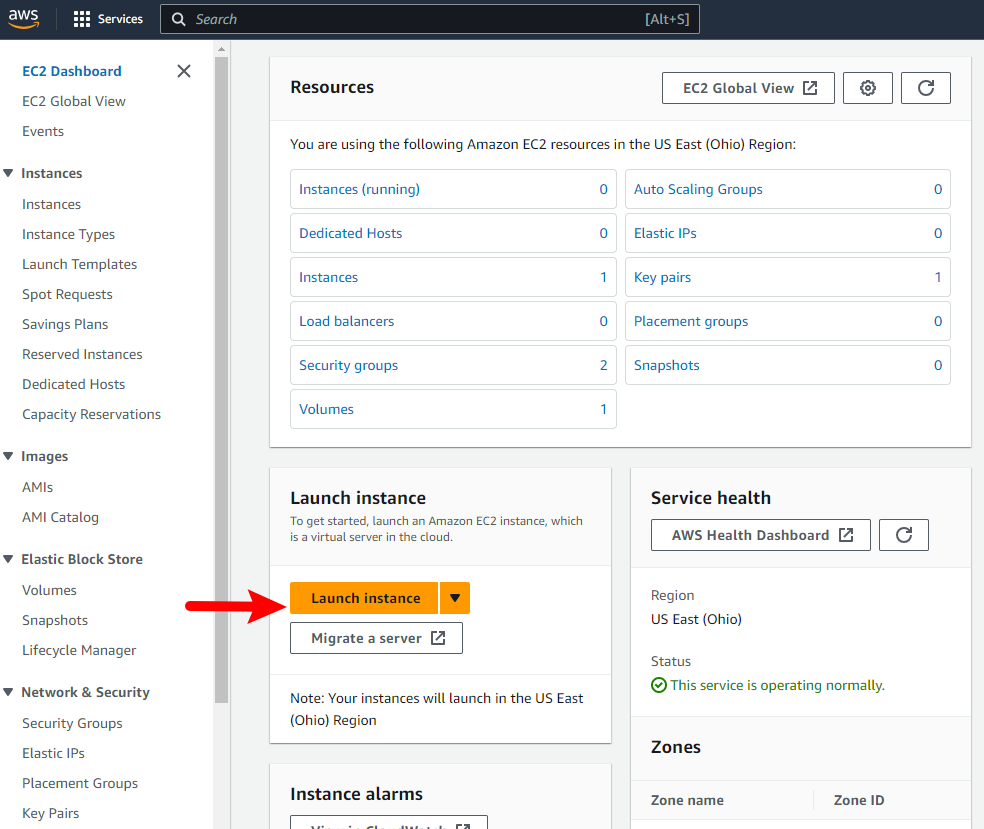 aws Services Search [Alt+S]
EC2 Dashboard
EC2 Global View
Events
Instances
Instances
Instance Types
Launch Templates
Spot Requests
Savings Plans
Reserved Instances
Dedicated Hosts
Capacity Reservations
Images
AMIs
AMI Catalog
Elastic Block Store
Volumes
Snapshots
Lifecycle Manager
Network & Security
Security Groups
Elastic IPs
Placement Groups
Key Pairs
Resources
EC2 Global View
You are using the following Amazon EC2 resources in the US East (Ohio) Region:
Instances (running) 0 Auto Scaling Groups 0
Dedicated Hosts 0 Elastic IPs 0
Instances 1 Key pairs 1
Load balancers 0 Placement groups 0
Security groups 2 Snapshots 0
Volumes 1
Launch instance
To get started, launch an Amazon EC2 instance, which
is a virtual server in the cloud.
Launch instance
Migrate a server
Note: Your instances will launch in the US East
(Ohio) Region
Instance alarms
View in CloudWatch
Service health
AWS Health Dashboard
Region
US East (Ohio)
Status
This service is operating normally.
Zones
Zone name Zone ID